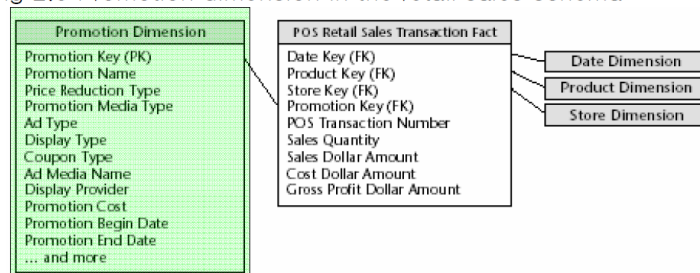 Promotion Dimension
Promotion Key (PK)
Promotion Name
Price Reduction Type
Promotion Media Type
Ad Type
Display Type
Coupon Type
Ad Media Name
Display Provider
Promotion Cost
Promotion Begin Date
Promotion End Date
... and more
POS Retail Sales Transaction Fact
Date Key (FK)
Product Key (FK)
Store Key (FK)
Promotion Key (FK)
POS Transaction Number
Sales Quantity
Sales Dollar Amount
Cost Dollar Amount
Gross Profit Dollar Amount
Date Dimension
Product Dimension
Store Dimension